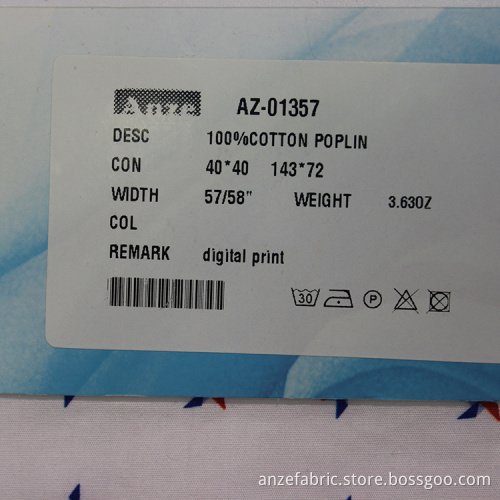 Anze AZ-01357
DESC 100%COTTON POPLIN
CON 40*40 143*72
WIDTH 57/58" WEIGHT 3.63OZ
COL
REMARK digital print
30 P
anzefabric.store.bossgoo.com